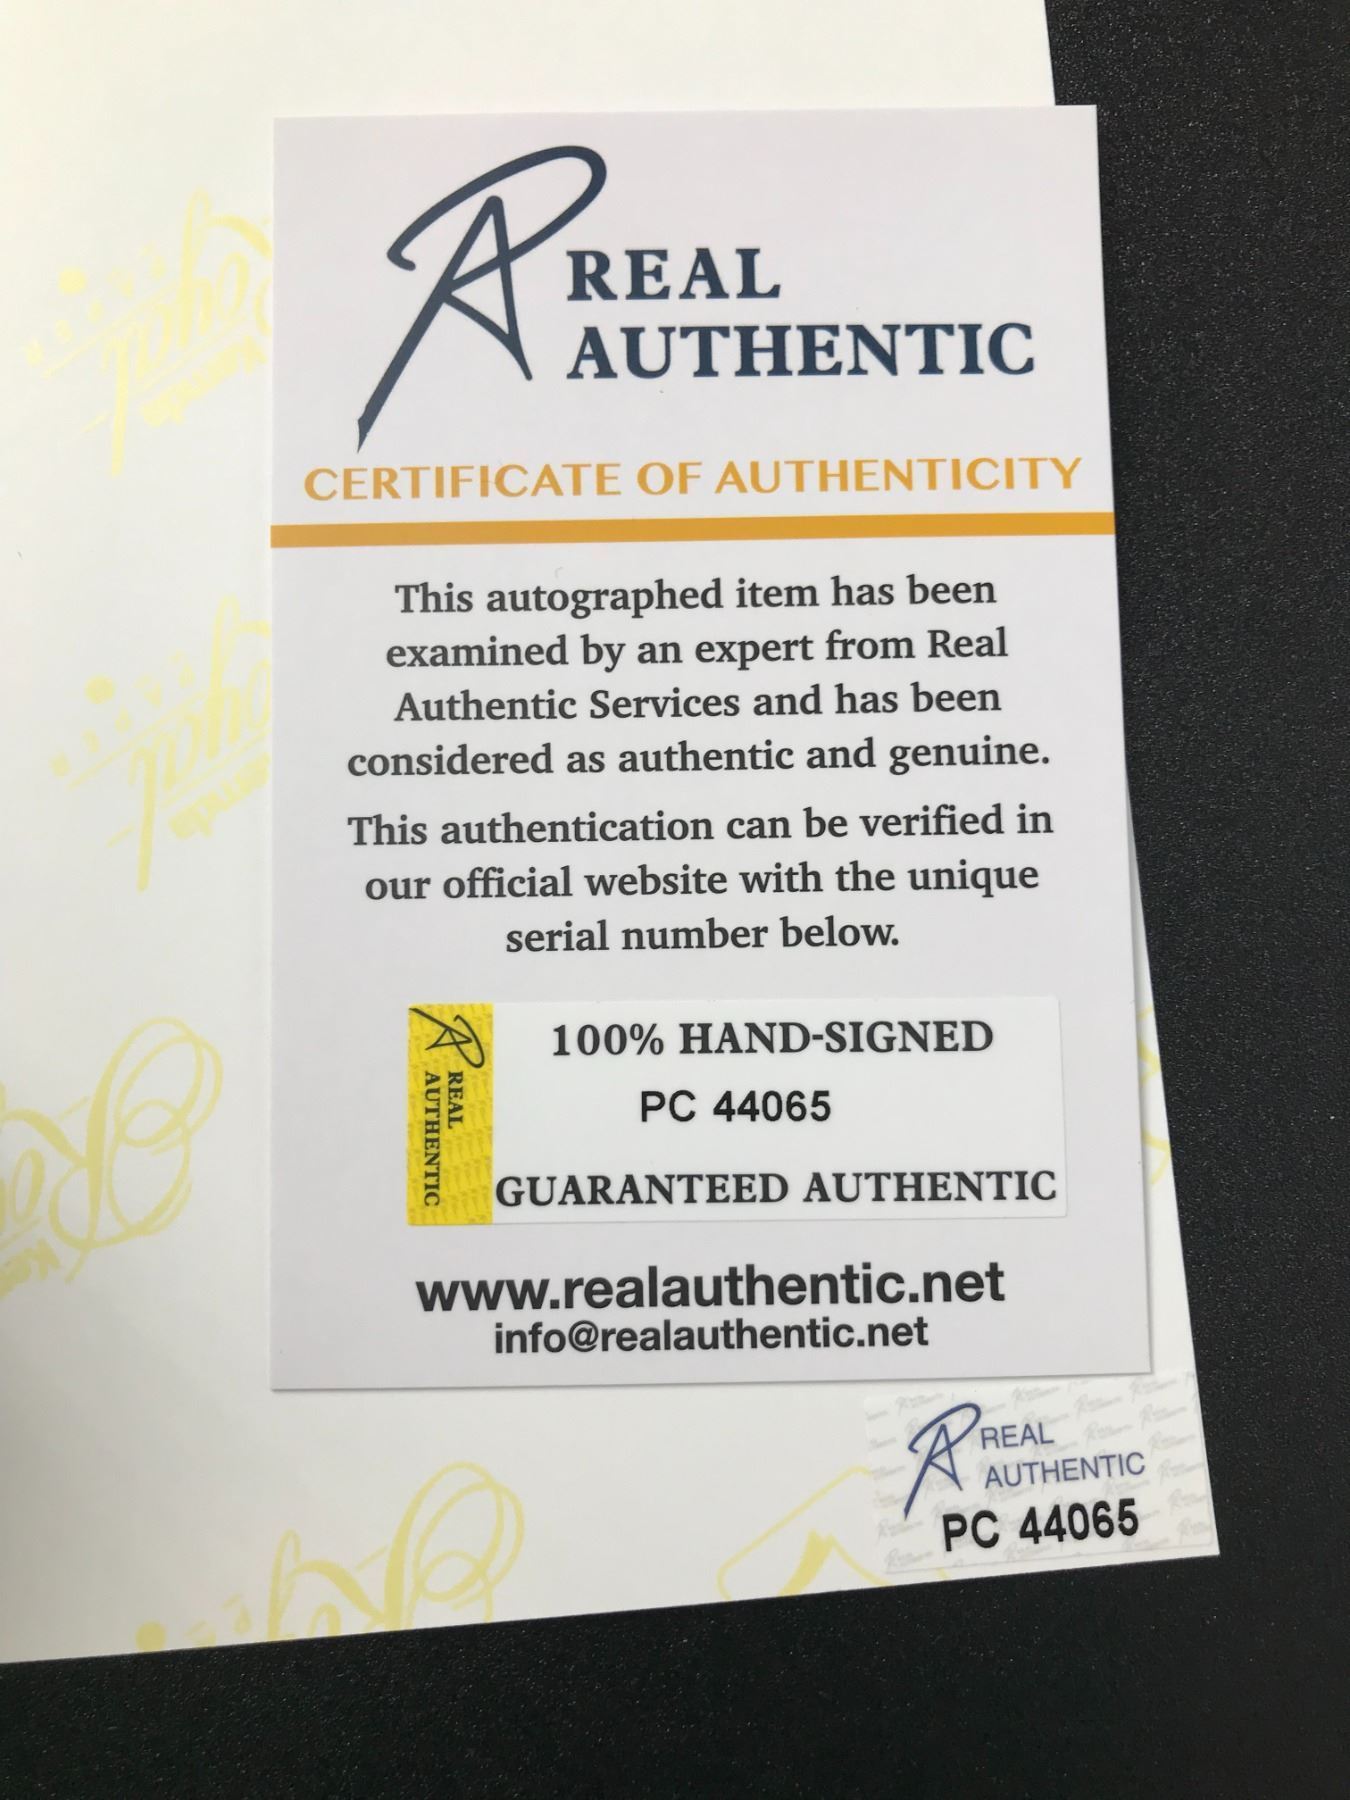 REAL
AUTHENTIC
CERTIFICATE OF AUTHENTICITY
This autographed item has been
examined by an expert from Real
Authentic Services and has been
considered as authentic and genuine.
This authentication can be verified in
our official website with the unique
serial number below.
REAL
AUTHENTIC
100% HAND-SIGNED
PC 44065
GUARANTEED AUTHENTIC
www.realauthentic.net
info@realauthentic.net
REAL
AUTHENTIC
PC 44065